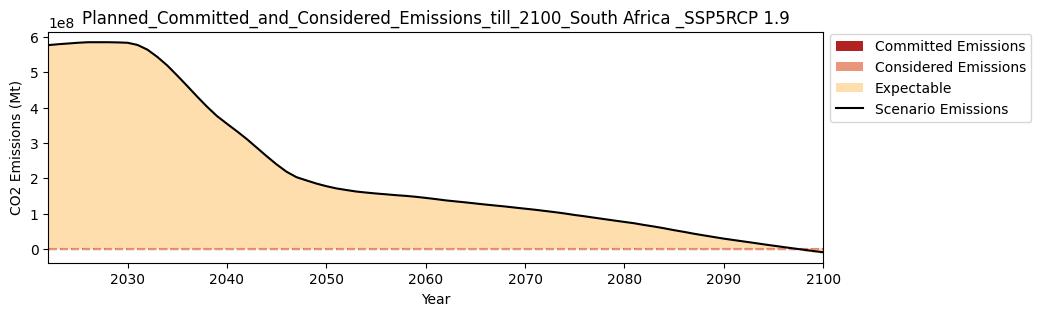 Planned_Committed_and_Considered_Emissions_till_2100_South Africa _SSP5RCP 1.9
1e8
6
5
4
3
2
1
0
CO2 Emissions (Mt)
2030 2040 2050 2060 2070 2080 2090 2100
Year
Committed Emissions
Considered Emissions
Expectable
Scenario Emissions